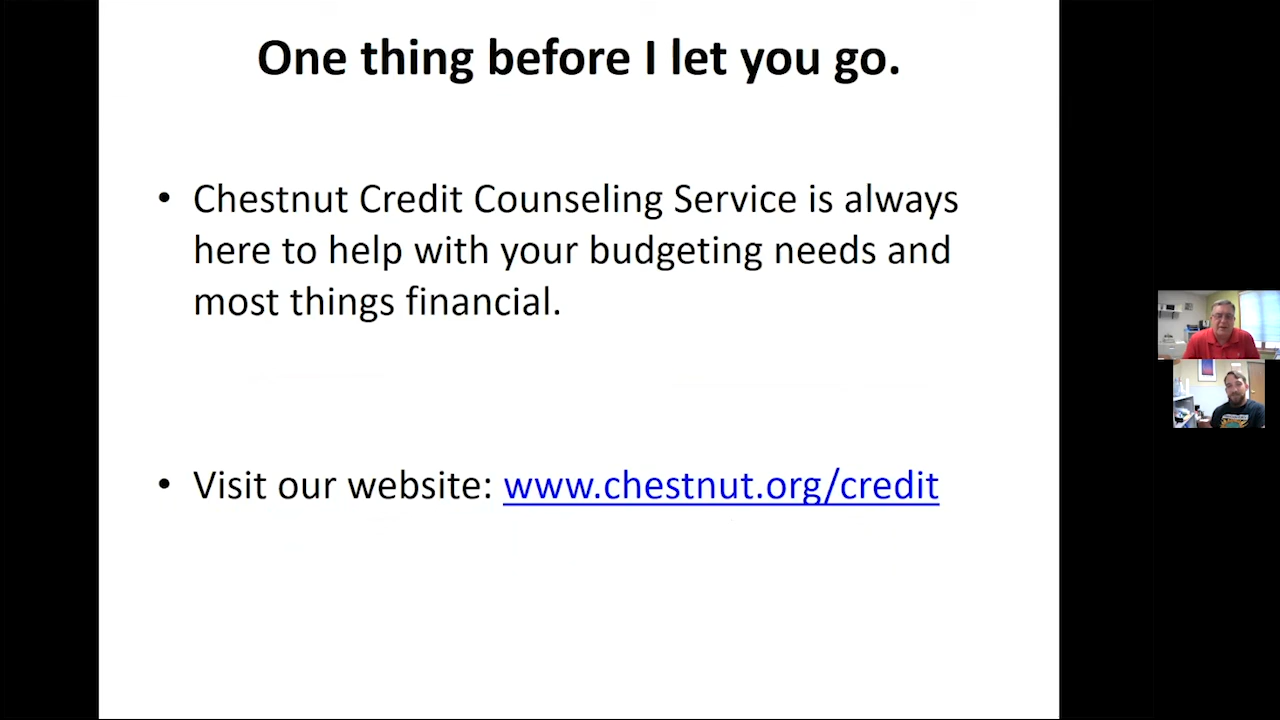 One thing before I let you go.
• Chestnut Credit Counseling Service is always
here to help with your budgeting needs and
most things financial.
• Visit our website: www.chestnut.org/credit